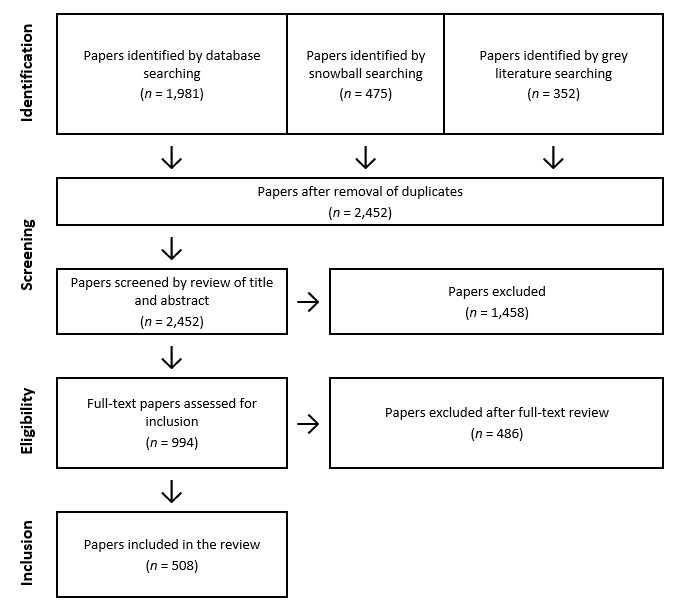 Identification
Papers identified by database
searching
(n = 1,981)
Papers identified by
snowball searching
(n = 475)
Papers identified by grey
literature searching
(n = 352)
Screening
Papers after removal of duplicates
(n = 2,452)
Papers screened by review of title
and abstract
(n = 2,452)
Papers excluded
(n = 1,458)
Eligibility
Full-text papers assessed for
inclusion
(n = 994)
Papers excluded after full-text review
(n = 486)
Inclusion
Papers included in the review
(n = 508)